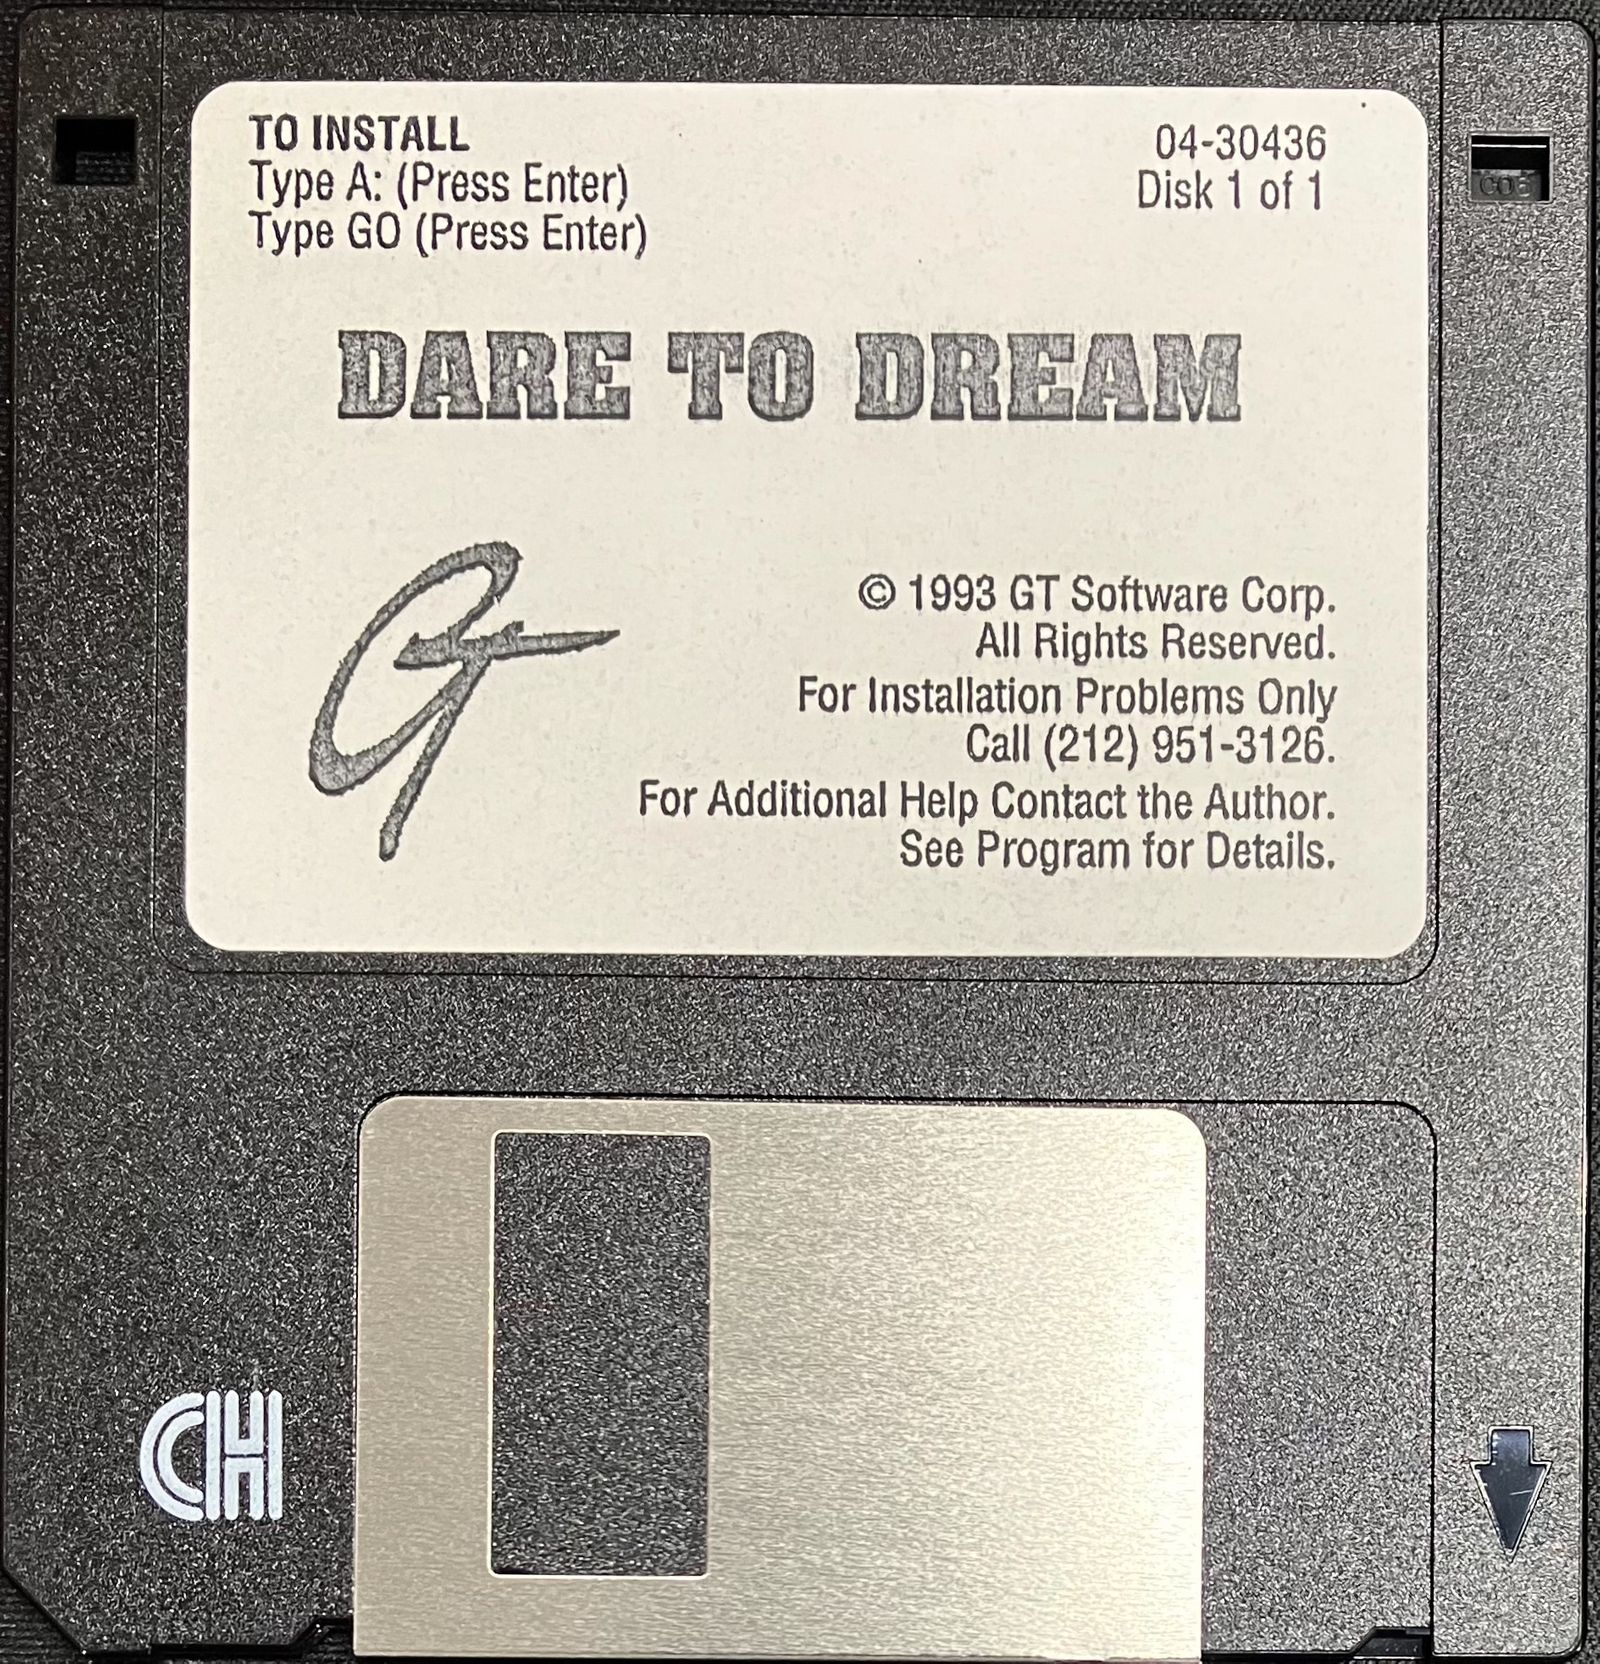 TO INSTALL
Type A: (Press Enter)
Type GO (Press Enter)
04-30436
Disk 1 of 1
DARE TO DREAM
GT
© 1993 GT Software Corp.
All Rights Reserved.
For Installation Problems Only
Call (212) 951-3126.
For Additional Help Contact the Author.
See Program for Details.
CH